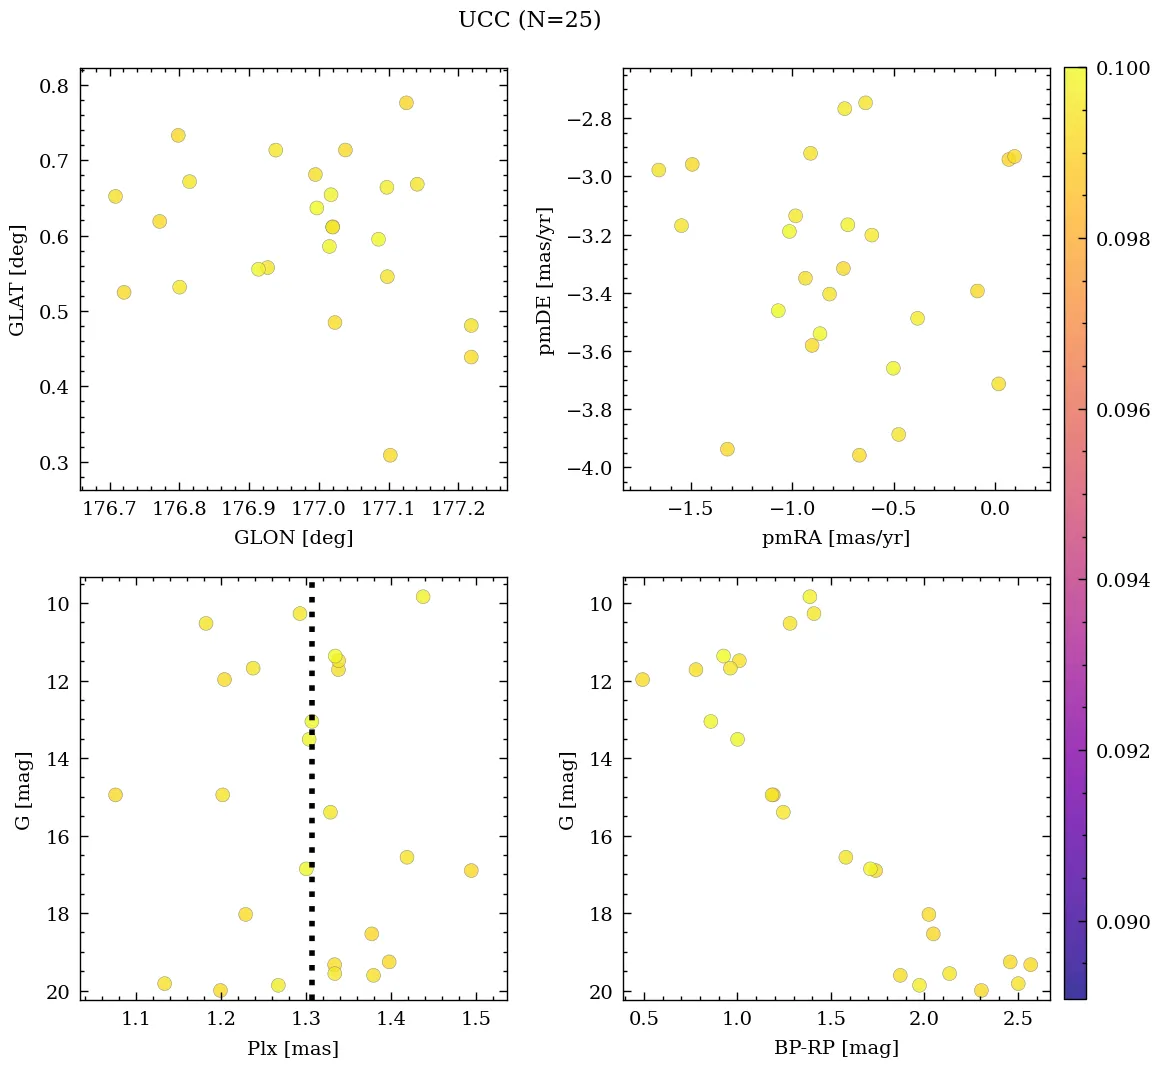 UCC (N=25)
0.8
0.7
0.6
0.5
0.4
0.3
GLAT [deg]
176.7 176.8 176.9 177.0 177.1 177.2
GLON [deg]
−2.8
−3.0
−3.2
−3.4
−3.6
−3.8
−4.0
pmDE [mas/yr]
−1.5 −1.0 −0.5 0.0
pmRA [mas/yr]
10
12
14
16
18
20
G [mag]
1.1 1.2 1.3 1.4 1.5
Plx [mas]
10
12
14
16
18
20
G [mag]
0.5 1.0 1.5 2.0 2.5
BP-RP [mag]
0.100
0.098
0.096
0.094
0.092
0.090